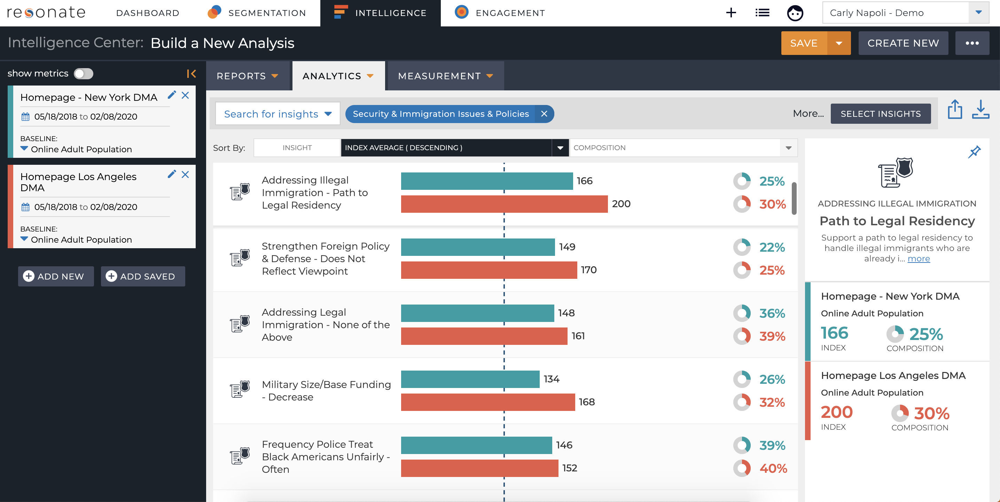 resonate
DASHBOARD
SEGMENTATION
INTELLIGENCE
ENGAGEMENT
Carly Napoli - Demo
Intelligence Center: Build a New Analysis
SAVE
CREATE NEW
show metrics
REPORTS
ANALYTICS
MEASUREMENT
Homepage - New York DMA
05/18/2018 to 02/08/2020
BASELINE:
Online Adult Population
Homepage Los Angeles
DMA
05/18/2018 to 02/08/2020
BASELINE:
Online Adult Population
ADD NEW
ADD SAVED
Search for insights
Security & Immigration Issues & Policies
More...
SELECT INSIGHTS
Sort By:
INSIGHT
INDEX AVERAGE ( DESCENDING )
COMPOSITION
Addressing Illegal
Immigration - Path to
Legal Residency
166
25%
200
30%
Strengthen Foreign Policy
& Defense - Does Not
Reflect Viewpoint
149
22%
170
25%
Addressing Legal
Immigration - None of the
Above
148
36%
161
39%
Military Size/Base Funding
- Decrease
134
26%
168
32%
Frequency Police Treat
Black Americans Unfairly -
Often
146
39%
152
40%
ADDRESSING ILLEGAL IMMIGRATION
Path to Legal Residency
Support a path to legal residency to
handle illegal immigrants who are
already i... more
Homepage - New York DMA
Online Adult Population
166
25%
INDEX
COMPOSITION
Homepage Los Angeles DMA
Online Adult Population
200
30%
INDEX
COMPOSITION